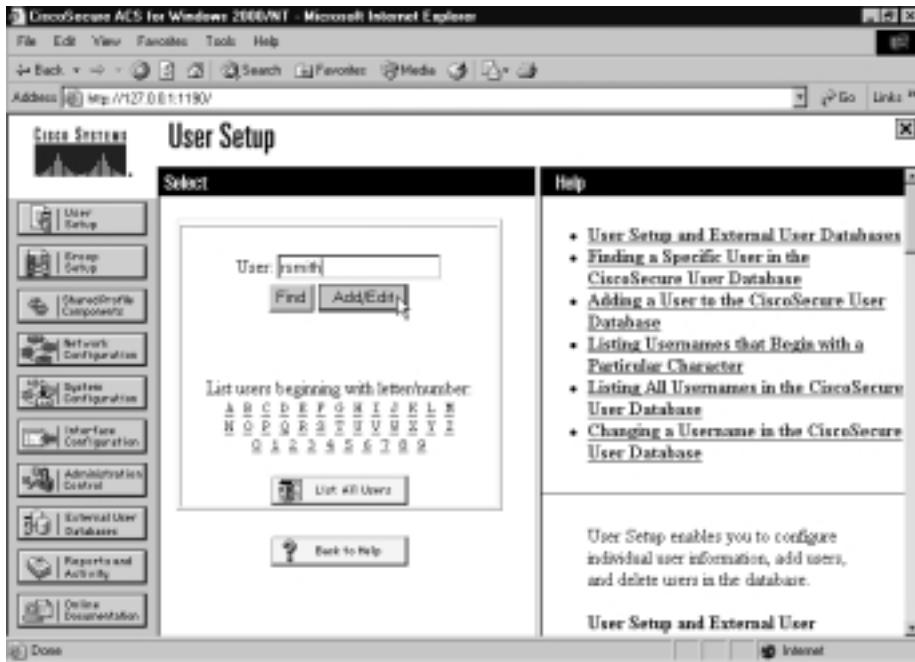 CiscoSecure ACS for Windows 2000/NT - Microsoft Internet Explorer
File Edit View Favorites Tools Help
Back Search Favorites Media
Address http://127.0.0.1:1190/ Go Links
CISCO SYSTEMS
User Setup
User Setup
Group Setup
Shared Profile Components
Network Configuration
System Configuration
Interface Configuration
Administration Control
External User Databases
Reports and Activity
Online Documentation
Select
User: rsmith
Find Add/Edit
List users beginning with letter/number:
A B C D E F G H I J K L M
N O P Q R S T U V W X Y Z
0 1 2 3 4 5 6 7 8 9
List All Users
Back to Help
Help
User Setup and External User Databases
Finding a Specific User in the
CiscoSecure User Database
Adding a User to the CiscoSecure User
Database
Listing Usernames that Begin with a
Particular Character
Listing All Usernames in the CiscoSecure
User Database
Changing a Username in the CiscoSecure
User Database
User Setup enables you to configure
individual user information, add users,
and delete users in the database.
User Setup and External User
Done Internet